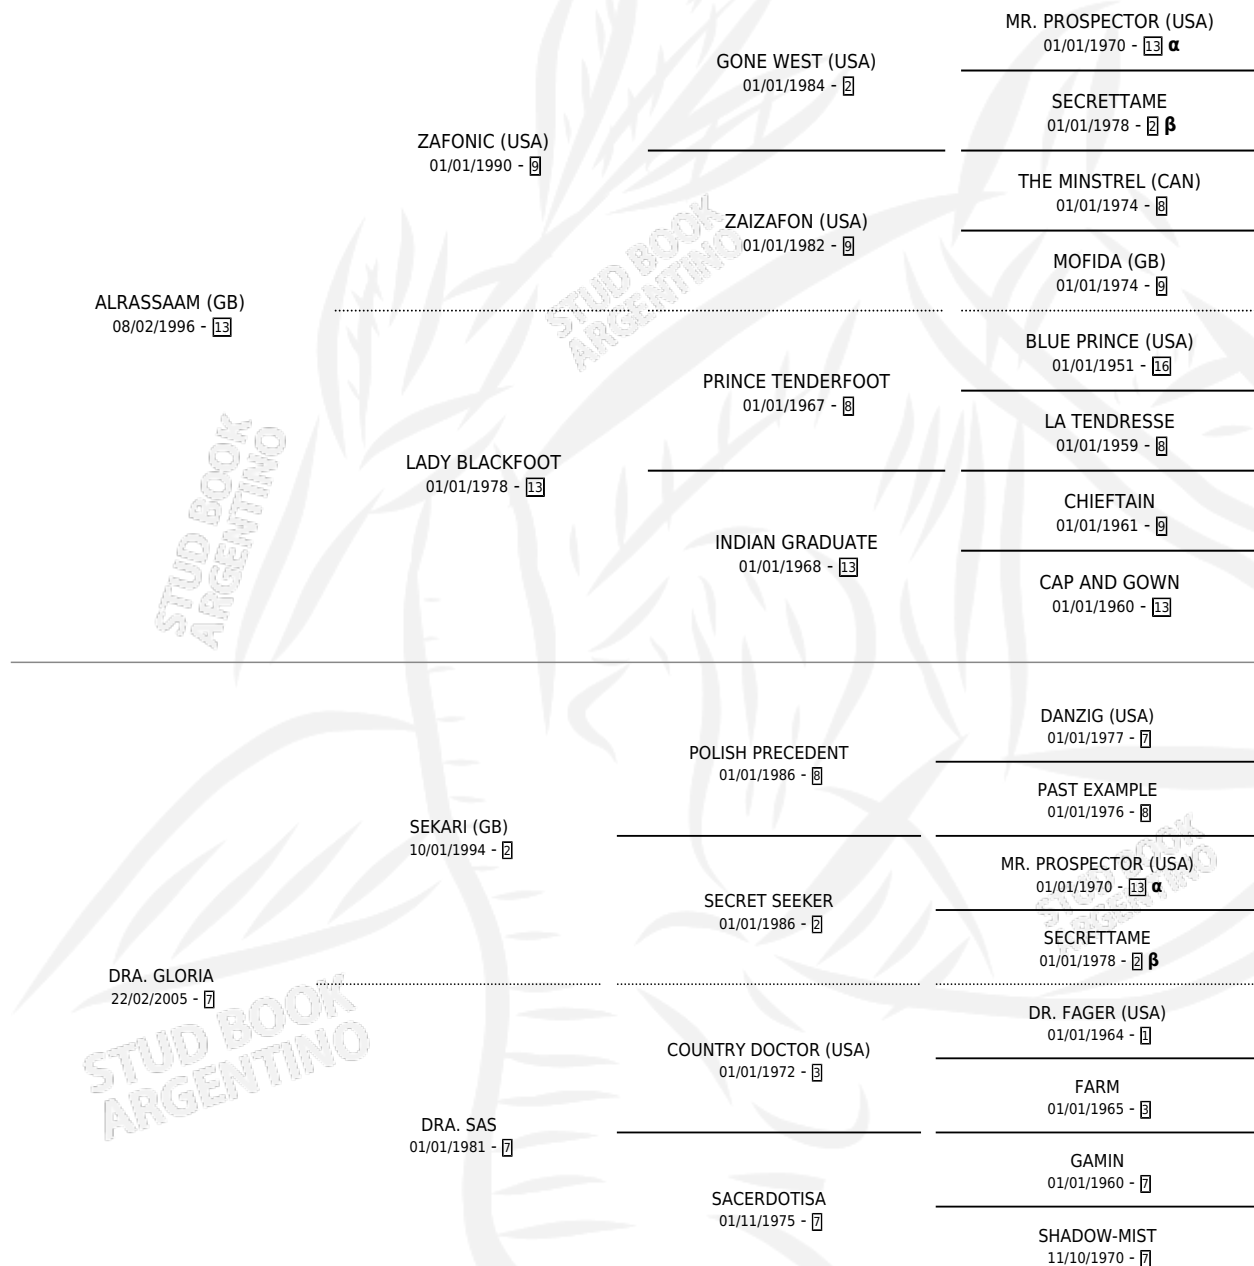 MR. PROSPECTOR (USA)
01/01/1970 - 13 α
GONE WEST (USA)
01/01/1984 - 2
SECRETTAME
01/01/1978 - 2 β
ZAFONIC (USA)
01/01/1990 - 9
THE MINSTREL (CAN)
01/01/1974 - 8
ZAIZAFON (USA)
01/01/1982 - 9
MOFIDA (GB)
01/01/1974 - 9
ALRASSAAM (GB)
08/02/1996 - 13
BLUE PRINCE (USA)
01/01/1951 - 16
PRINCE TENDERFOOT
01/01/1967 - 8
LA TENDRESSE
01/01/1959 - 8
LADY BLACKFOOT
01/01/1978 - 13
CHIEFTAIN
01/01/1961 - 9
INDIAN GRADUATE
01/01/1968 - 13
CAP AND GOWN
01/01/1960 - 13
DANZIG (USA)
01/01/1977 - 7
POLISH PRECEDENT
01/01/1986 - 8
PAST EXAMPLE
01/01/1976 - 8
SEKARI (GB)
10/01/1994 - 2
MR. PROSPECTOR (USA)
01/01/1970 - 13 α
SECRET SEEKER
01/01/1986 - 2
SECRETTAME
01/01/1978 - 2 β
DRA. GLORIA
22/02/2005 - 7
DR. FAGER (USA)
01/01/1964 - 1
COUNTRY DOCTOR (USA)
01/01/1972 - 3
FARM
01/01/1965 - 3
DRA. SAS
01/01/1981 - 7
GAMIN
01/01/1960 - 7
SACERDOTISA
01/11/1975 - 7
SHADOW-MIST
11/10/1970 - 7
STUD BOOK
ARGENTINO
STUD BOOK
ARGENTINO
STUD BOOK
ARGENTINO
STUD BOOK
ARGENTINO